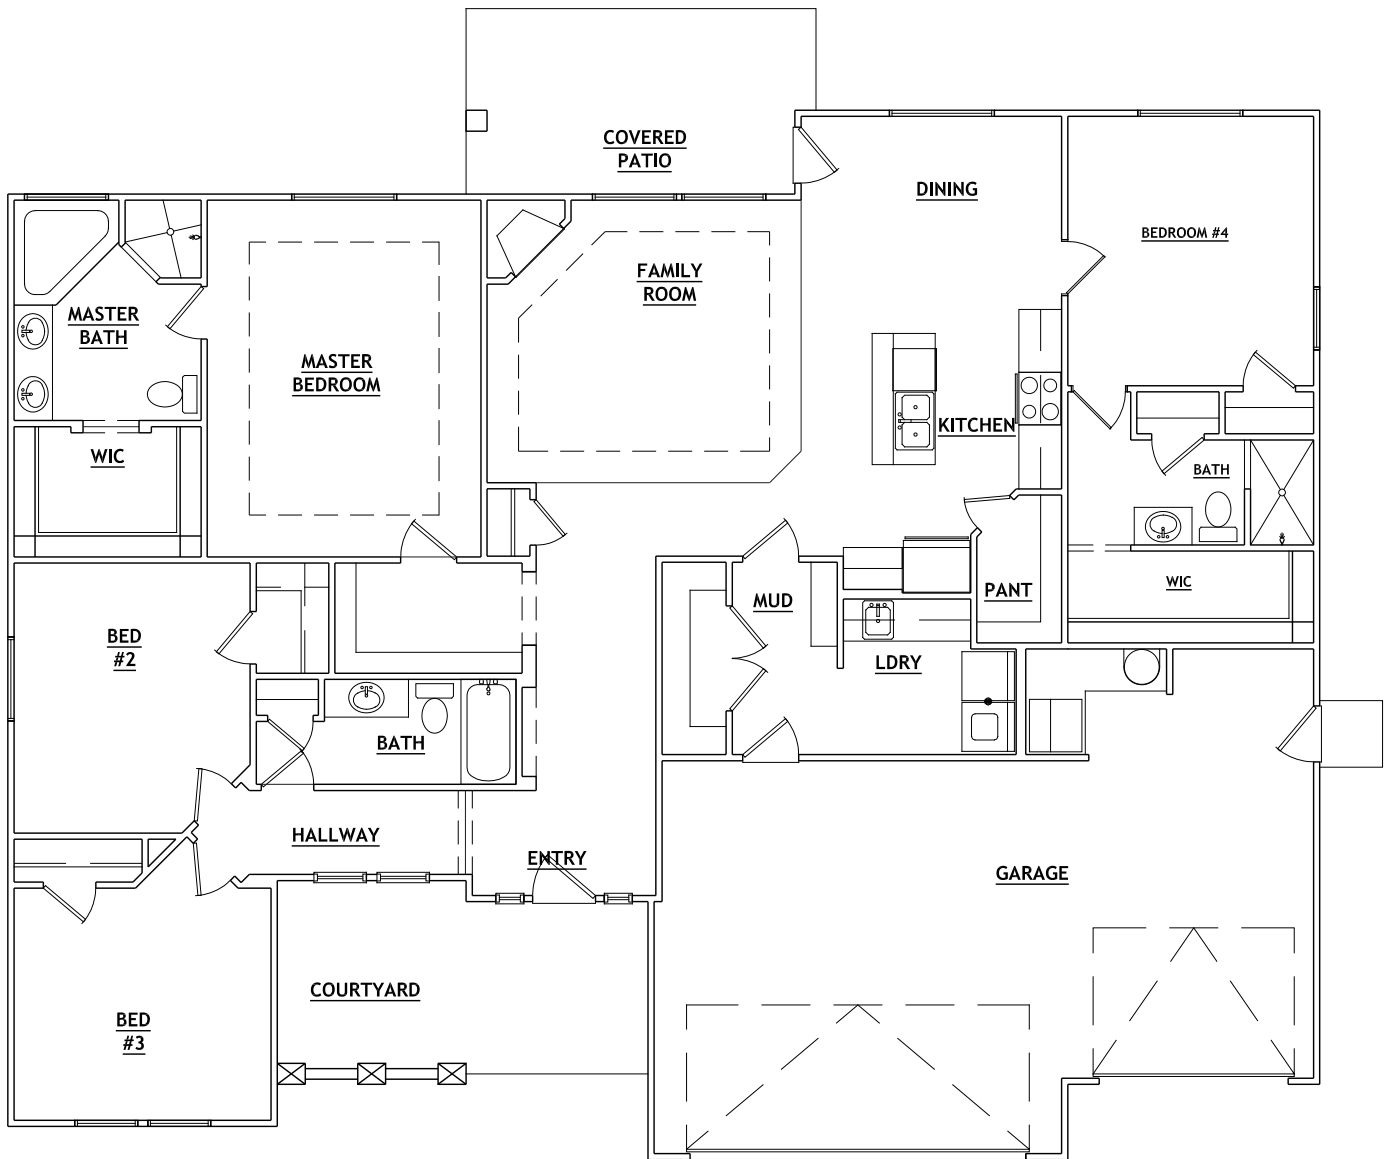 COVERED
PATIO
DINING
BEDROOM #4
FAMILY
ROOM
MASTER
BATH
MASTER
BEDROOM
KITCHEN
WIC
BATH
WIC
PANT
MUD
BED
#2
LDRY
BATH
HALLWAY
ENTRY
GARAGE
COURTYARD
BED
#3